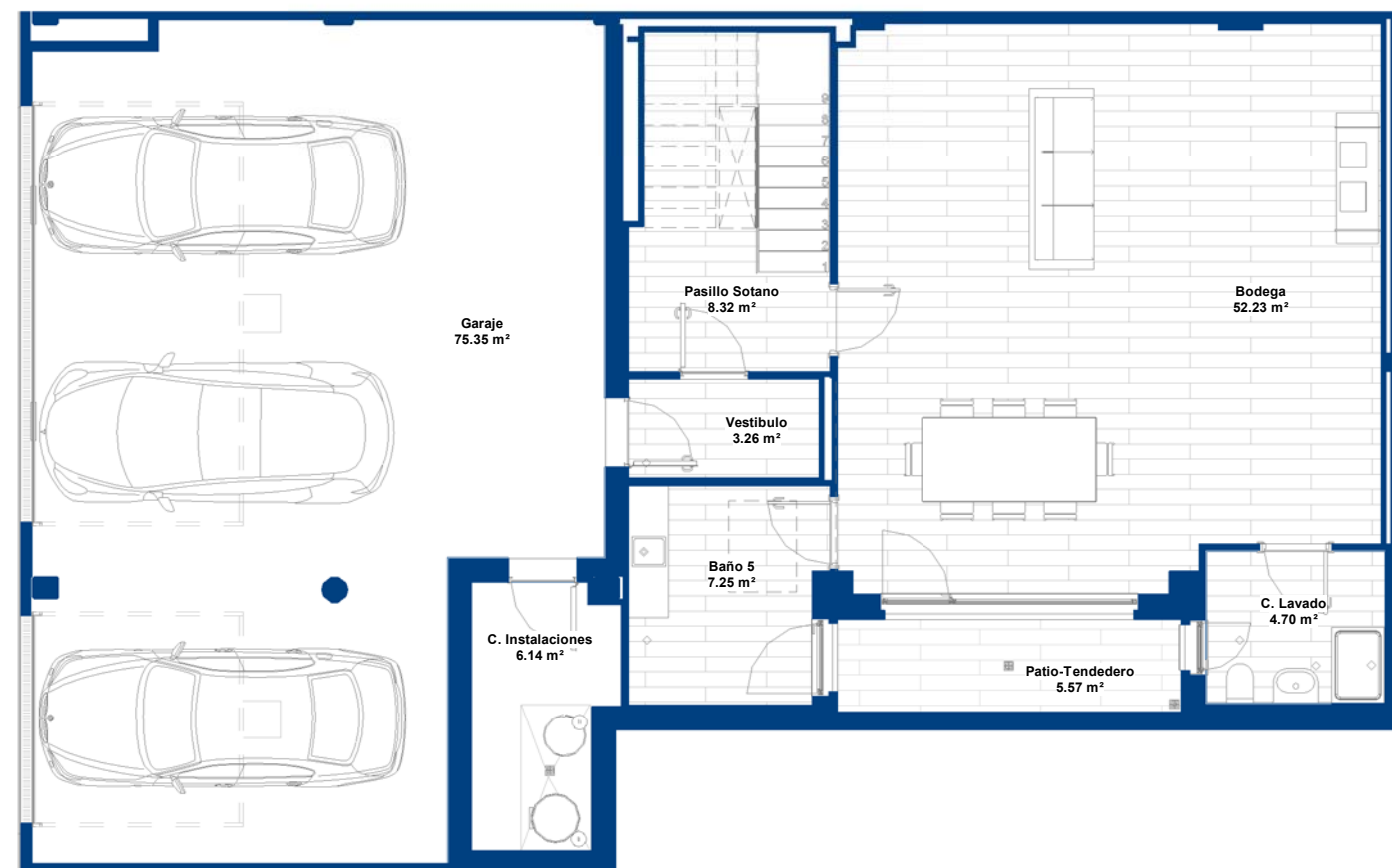 9
8
7
6
5
4
3
2
1
Pasillo Sotano
8.32 m²
Bodega
52.23 m²
Garaje
75.35 m²
Vestibulo
3.26 m²
Baño 5
7.25 m²
C. Instalaciones
6.14 m²
C. Lavado
4.70 m²
Patio-Tendedero
5.57 m²